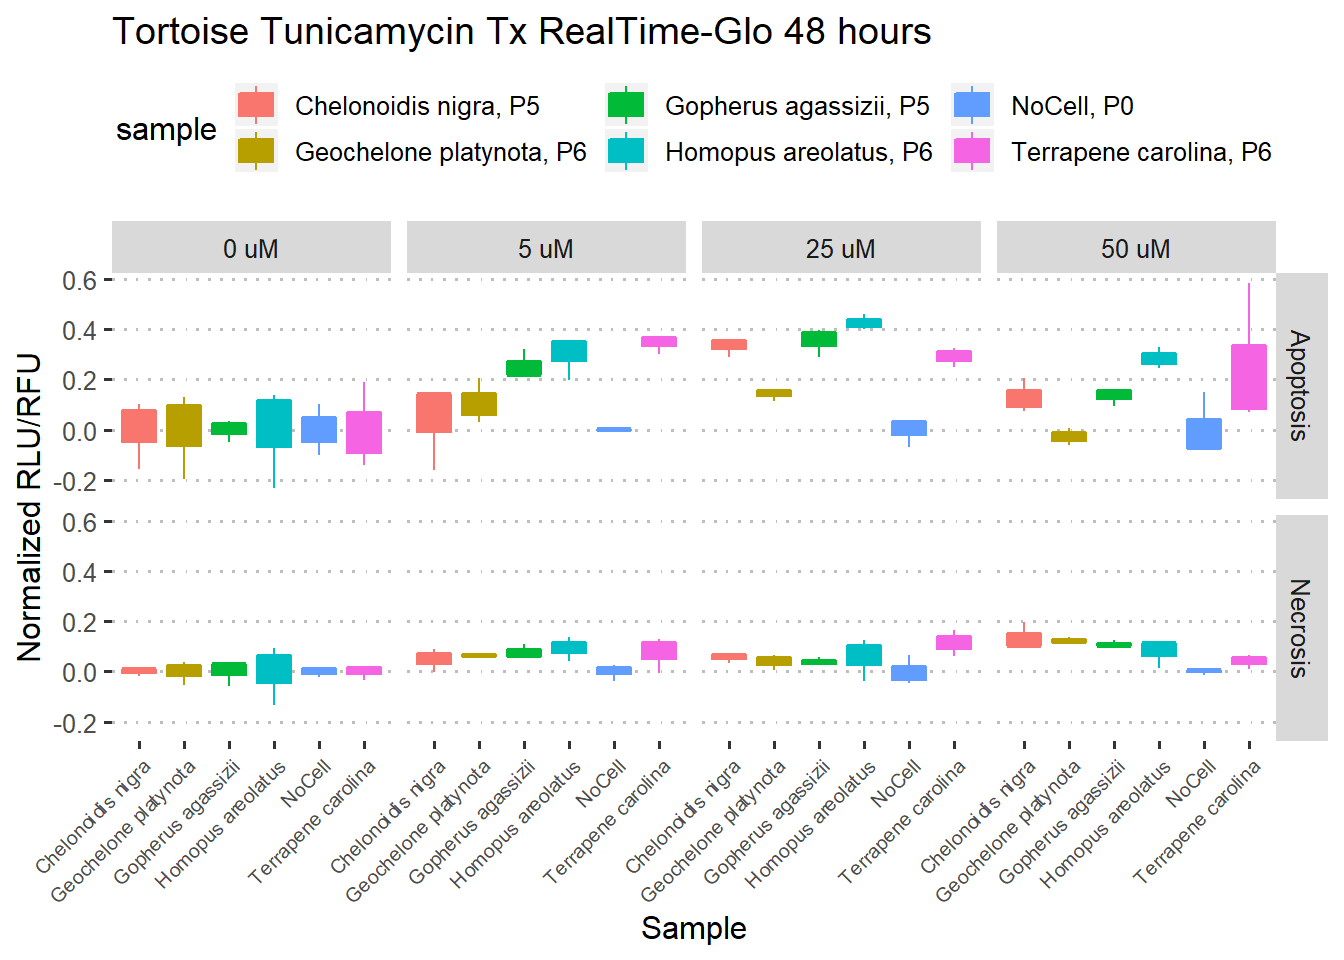 Tortoise Tunicamycin Tx RealTime-Glo 48 hours
sample
Chelonoidis nigra, P5
Gopherus agassizii, P5
NoCell, P0
Geochelone platynota, P6
Homopus areolatus, P6
Terrapene carolina, P6
0 uM
5 uM
25 uM
50 uM
Normalized RLU/RFU
0.6
0.4
0.2
0.0
-0.2
Apoptosis
0.6
0.4
0.2
0.0
-0.2
Necrosis
Chelonoidis nigra
Geochelone platynota
Gopherus agassizii
Homopus areolatus
NoCell
Terrapene carolina
Chelonoidis nigra
Geochelone platynota
Gopherus agassizii
Homopus areolatus
NoCell
Terrapene carolina
Chelonoidis nigra
Geochelone platynota
Gopherus agassizii
Homopus areolatus
NoCell
Terrapene carolina
Chelonoidis nigra
Geochelone platynota
Gopherus agassizii
Homopus areolatus
NoCell
Terrapene carolina
Sample